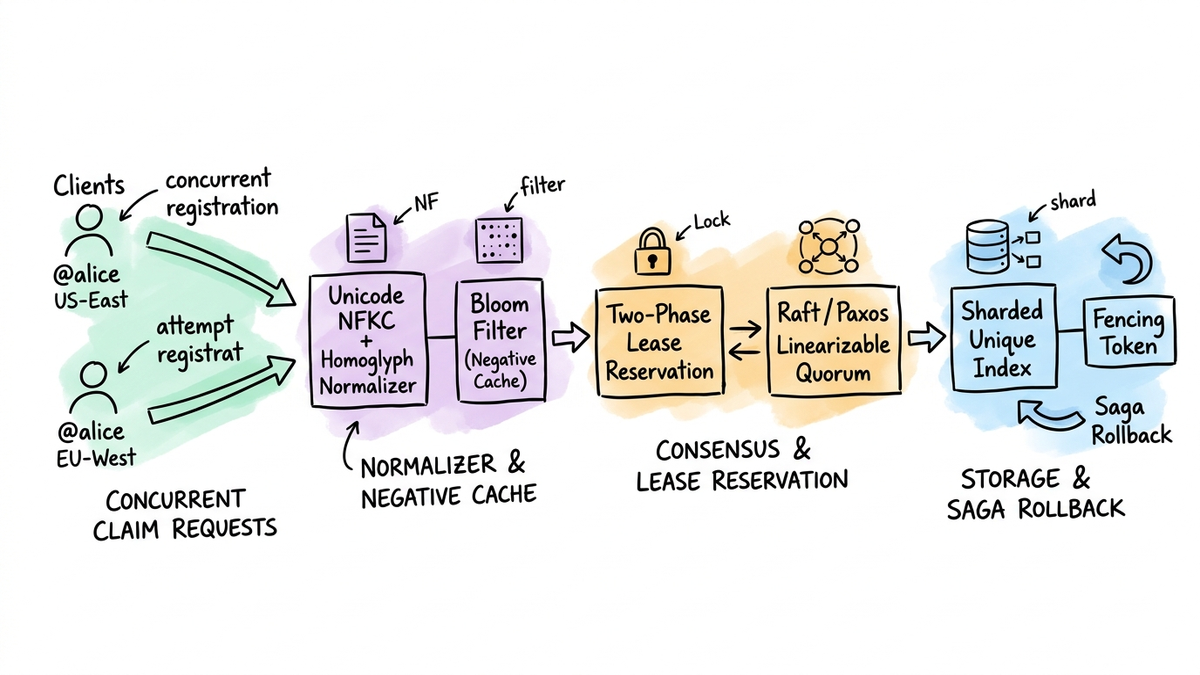 Clients
concurrent
registration
@alice
US-East
attempt
registrat
@alice
EU-West
CONCURRENT
CLAIM REQUESTS
NF
filter
Unicode
NFKC
+
Homoglyph
Normalizer
Bloom
Filter
(Negative
Cache)
NORMALIZER &
NEGATIVE CACHE
Lock
Two-Phase
Lease
Reservation
Raft/Paxos
Linearizable
Quorum
CONSENSUS &
LEASE RESERVATION
shard
Sharded
Unique
Index
Fencing
Token
Saga
Rollback
STORAGE &
SAGA ROLLBACK